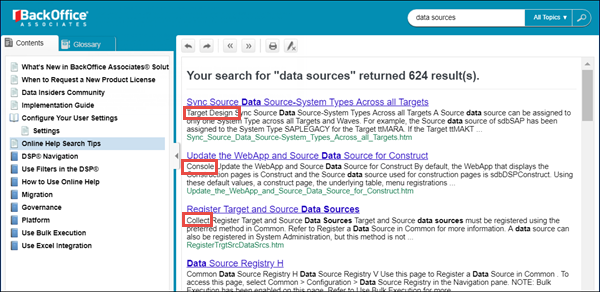 BackOffice
ASSOCIATES
data sources
All Topics
Contents
Glossary
What's New in BackOffice Associates® Solut
When to Request a New Product License
Data Insiders Community
Implementation Guide
Configure Your User Settings
Settings
Online Help Search Tips
DSP® Navigation
Use Filters in the DSP®
How to Use Online Help
Migration
Governance
Platform
Use Bulk Execution
Use Excel Integration
Your search for "data sources" returned 624 result(s).
Sync Source Data Source-System Types Across all Targets
Target Design Sync Source Data Source-System Types Across all Targets A Source data source can be assigned to
only one System Type across all Targets and Waves. For example, the Source data source of sdbSAP has been
assigned to the System Type SAPLEGACY for the Target ttMARA. If the Target ttMAKT ...
Sync_Source_Data_Source-System_Types_Across_all_Targets.htm
Update the WebApp and Source Data Source for Construct
Console Update the WebApp and Source Data Source for Construct By default, the WebApp that displays the
Construction pages is Construct and the Source data source used for construction pages is sdbDSPConstruct. Using
these default values, a construct page, the underlying table, menu registrations ...
Update_the_WebApp_and_Source_Data_Source_for_Construct.htm
Register Target and Source Data Sources
Collect Register Target and Source Data Sources Target and Source data sources must be registered using the
preferred method in Common. Refer to Register a Data Source in Common for more information. A data source can
also be registered in System Administration, but this method is not ...
RegisterTrgtSrcDataSrcs.htm
Data Source Registry H
Common Data Source Registry H Data Source Registry V Use this page to Register a Data Source in Common . To
access this page, select Common > Configuration > Data Source Registry in the Navigation pane. NOTE: Bulk
Execution has been enabled on this page. Refer to Use Bulk Execution for more